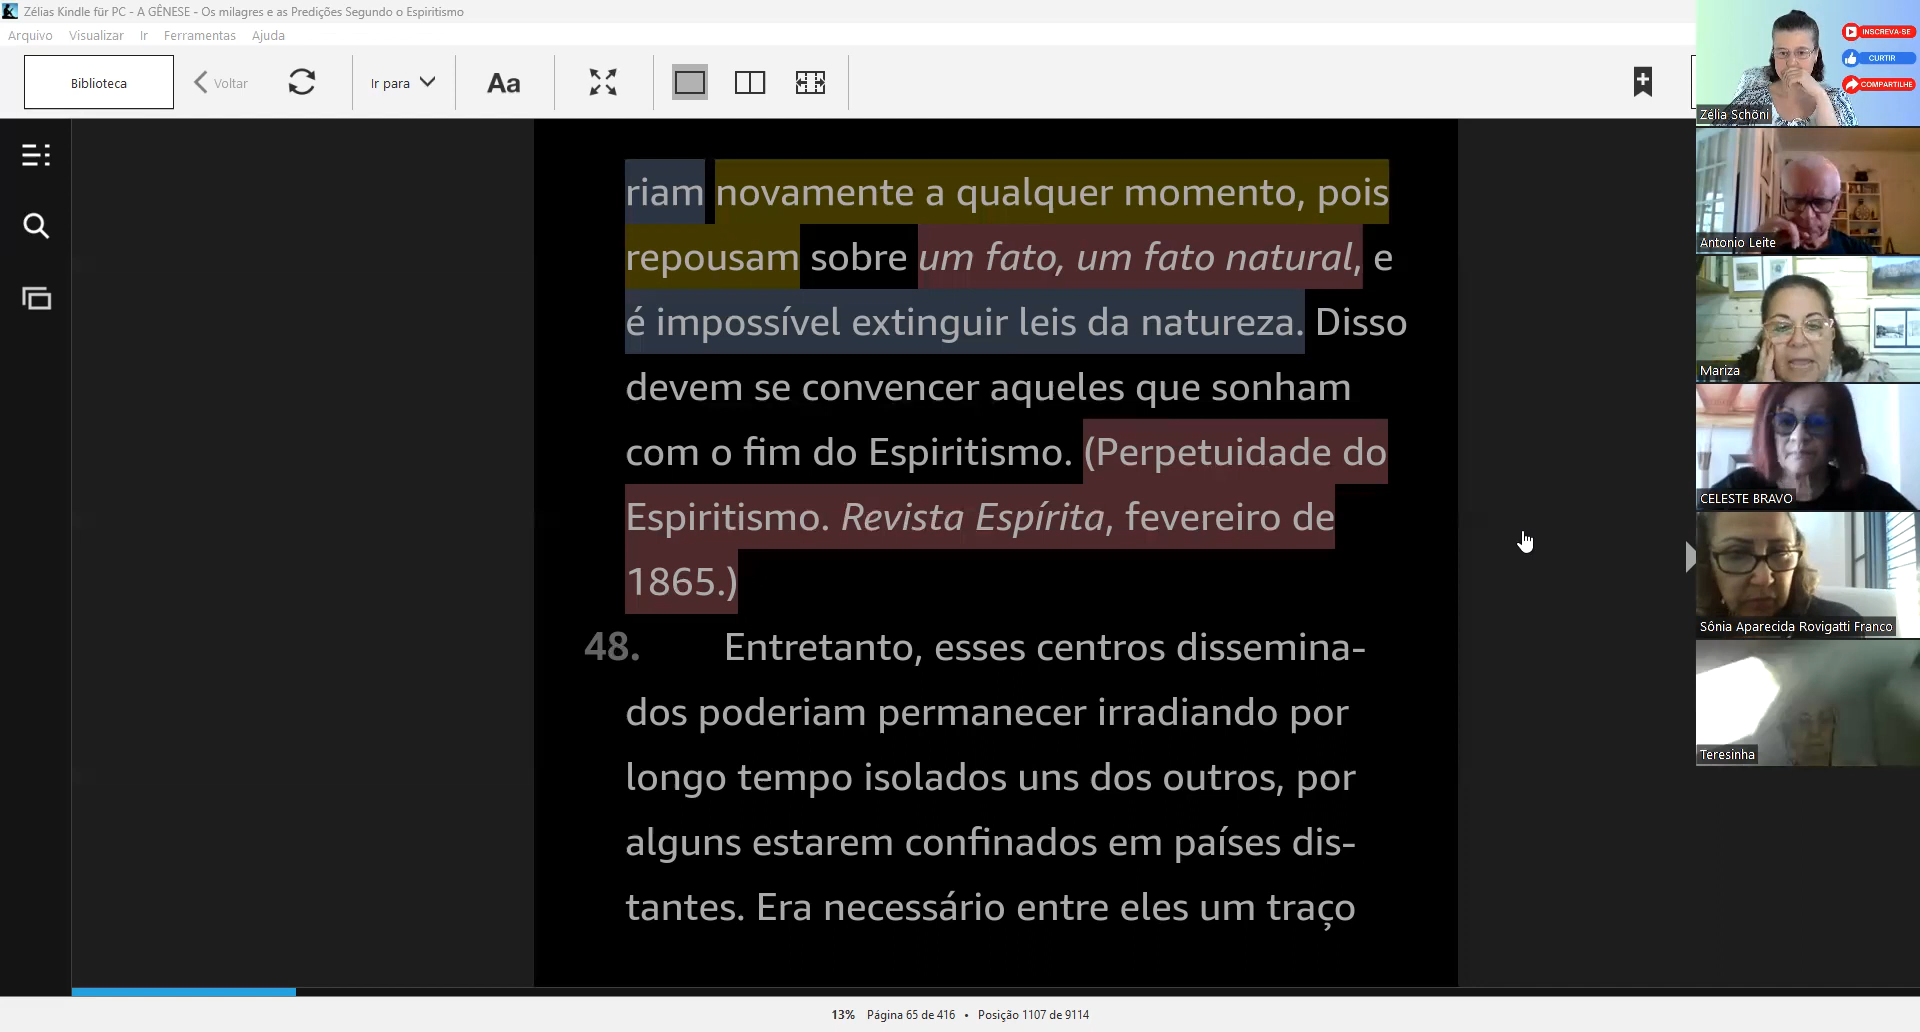 Zélias Kindle für PC - A GÊNESE - Os milagres e as Predições Segundo o Espiritismo
Arquivo Visualizar Ir Ferramentas Ajuda
Biblioteca Voltar Ir para Aa
INSCREVA-SE
CURTIR
COMPARTILHE
Zélia Schöni
Antonio Leite
Mariza
CELESTE BRAVO
Sônia Aparecida Rovigatti Franco
Teresinha
riam novamente a qualquer momento, pois
repousam sobre um fato, um fato natural, e
é impossível extinguir leis da natureza. Disso
devem se convencer aqueles que sonham
com o fim do Espiritismo. (Perpetuidade do
Espiritismo. Revista Espírita, fevereiro de
1865.)
48. Entretanto, esses centros dissemina-
dos poderiam permanecer irradiando por
longo tempo isolados uns dos outros, por
alguns estarem confinados em países dis-
tantes. Era necessário entre eles um traço
13% Página 65 de 416 • Posição 1107 de 9114